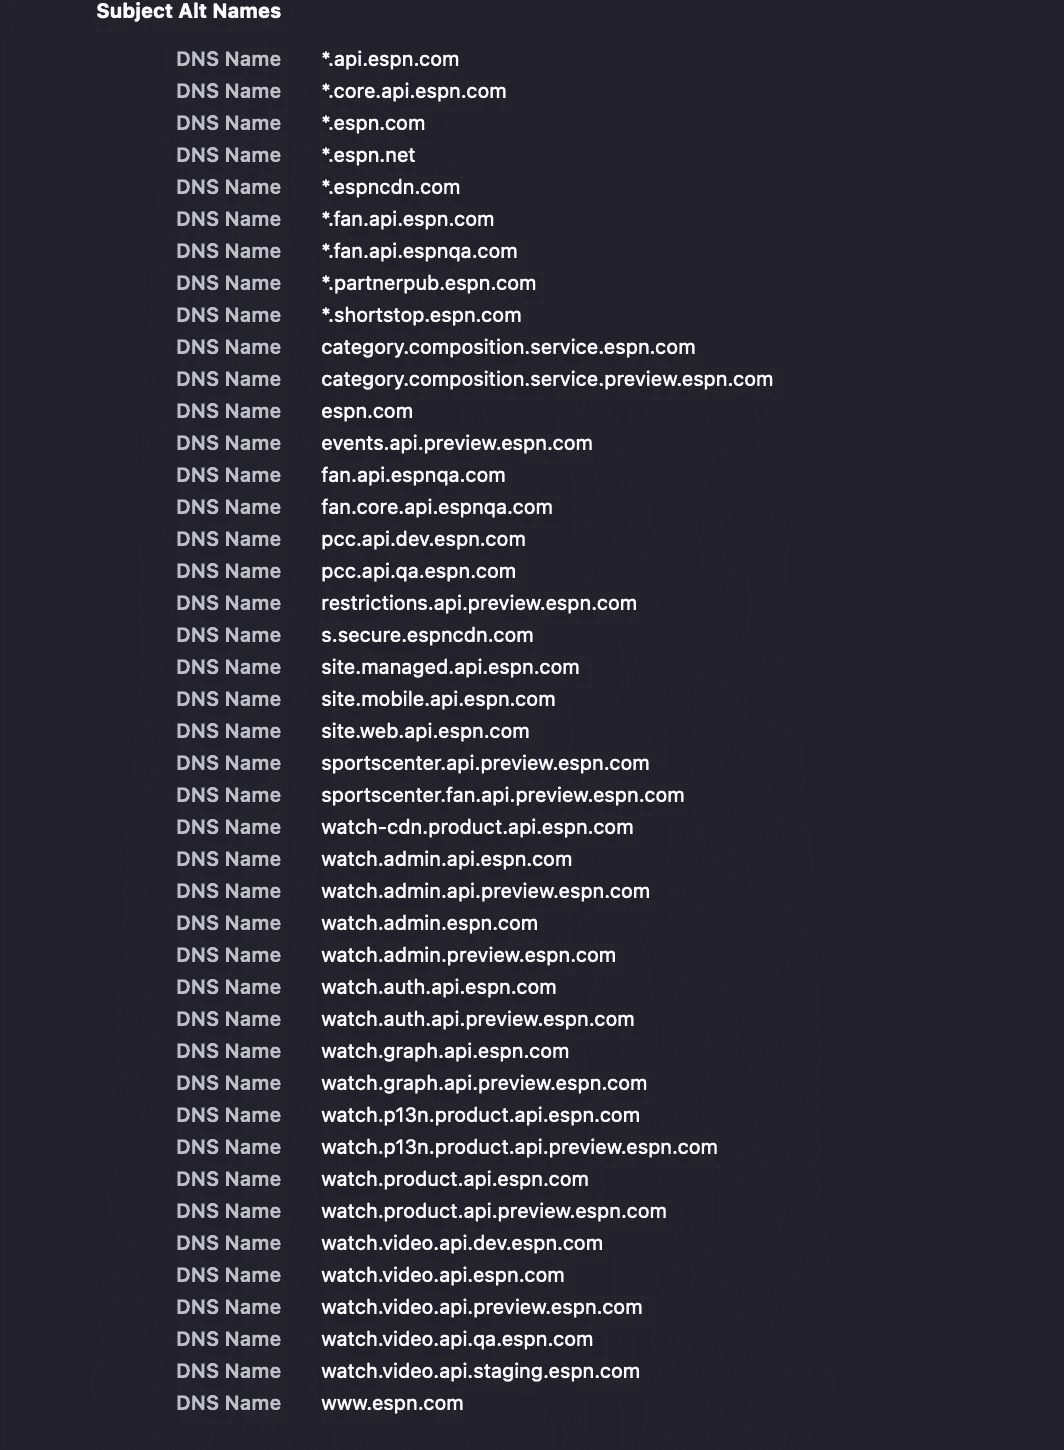 Subject Alt Names
DNS Name *.api.espn.com
DNS Name *.core.api.espn.com
DNS Name *.espn.com
DNS Name *.espn.net
DNS Name *.espncdn.com
DNS Name *.fan.api.espn.com
DNS Name *.fan.api.espnqa.com
DNS Name *.partnerpub.espn.com
DNS Name *.shortstop.espn.com
DNS Name category.composition.service.espn.com
DNS Name category.composition.service.preview.espn.com
DNS Name espn.com
DNS Name events.api.preview.espn.com
DNS Name fan.api.espnqa.com
DNS Name fan.core.api.espnqa.com
DNS Name pcc.api.dev.espn.com
DNS Name pcc.api.qa.espn.com
DNS Name restrictions.api.preview.espn.com
DNS Name s.secure.espncdn.com
DNS Name site.managed.api.espn.com
DNS Name site.mobile.api.espn.com
DNS Name site.web.api.espn.com
DNS Name sportscenter.api.preview.espn.com
DNS Name sportscenter.fan.api.preview.espn.com
DNS Name watch-cdn.product.api.espn.com
DNS Name watch.admin.api.espn.com
DNS Name watch.admin.api.preview.espn.com
DNS Name watch.admin.espn.com
DNS Name watch.admin.preview.espn.com
DNS Name watch.auth.api.espn.com
DNS Name watch.auth.api.preview.espn.com
DNS Name watch.graph.api.espn.com
DNS Name watch.graph.api.preview.espn.com
DNS Name watch.p13n.product.api.espn.com
DNS Name watch.p13n.product.api.preview.espn.com
DNS Name watch.product.api.espn.com
DNS Name watch.product.api.preview.espn.com
DNS Name watch.video.api.dev.espn.com
DNS Name watch.video.api.espn.com
DNS Name watch.video.api.preview.espn.com
DNS Name watch.video.api.qa.espn.com
DNS Name watch.video.api.staging.espn.com
DNS Name www.espn.com